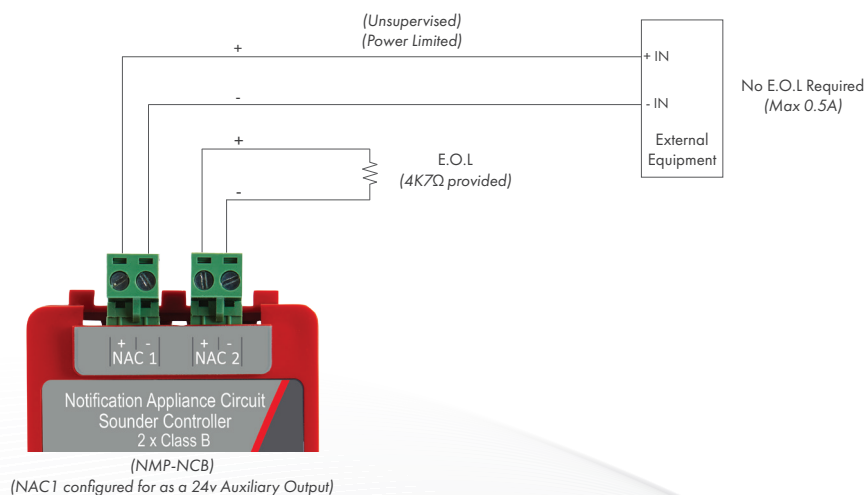 (Unsupervised)
(Power Limited)
+
+ IN
No E.O.L Required
(Max 0.5A)
-
- IN
External
Equipment
+
E.O.L
(4K7Ω provided)
-
+ -
+ -
NAC 1
NAC 2
Notification Appliance Circuit
Sounder Controller
2 x Class B
(NMP-NCB)
(NAC1 configured for as a 24v Auxiliary Output)